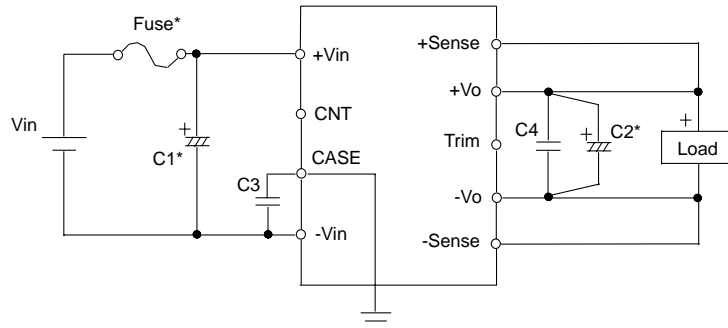 Fuse*
+Vin
+Sense
+Vo
Vin
CNT
+
C1*
C4
+
C2*
+
Load
Trim
CASE
C3
-Vo
-Vin
-Sense